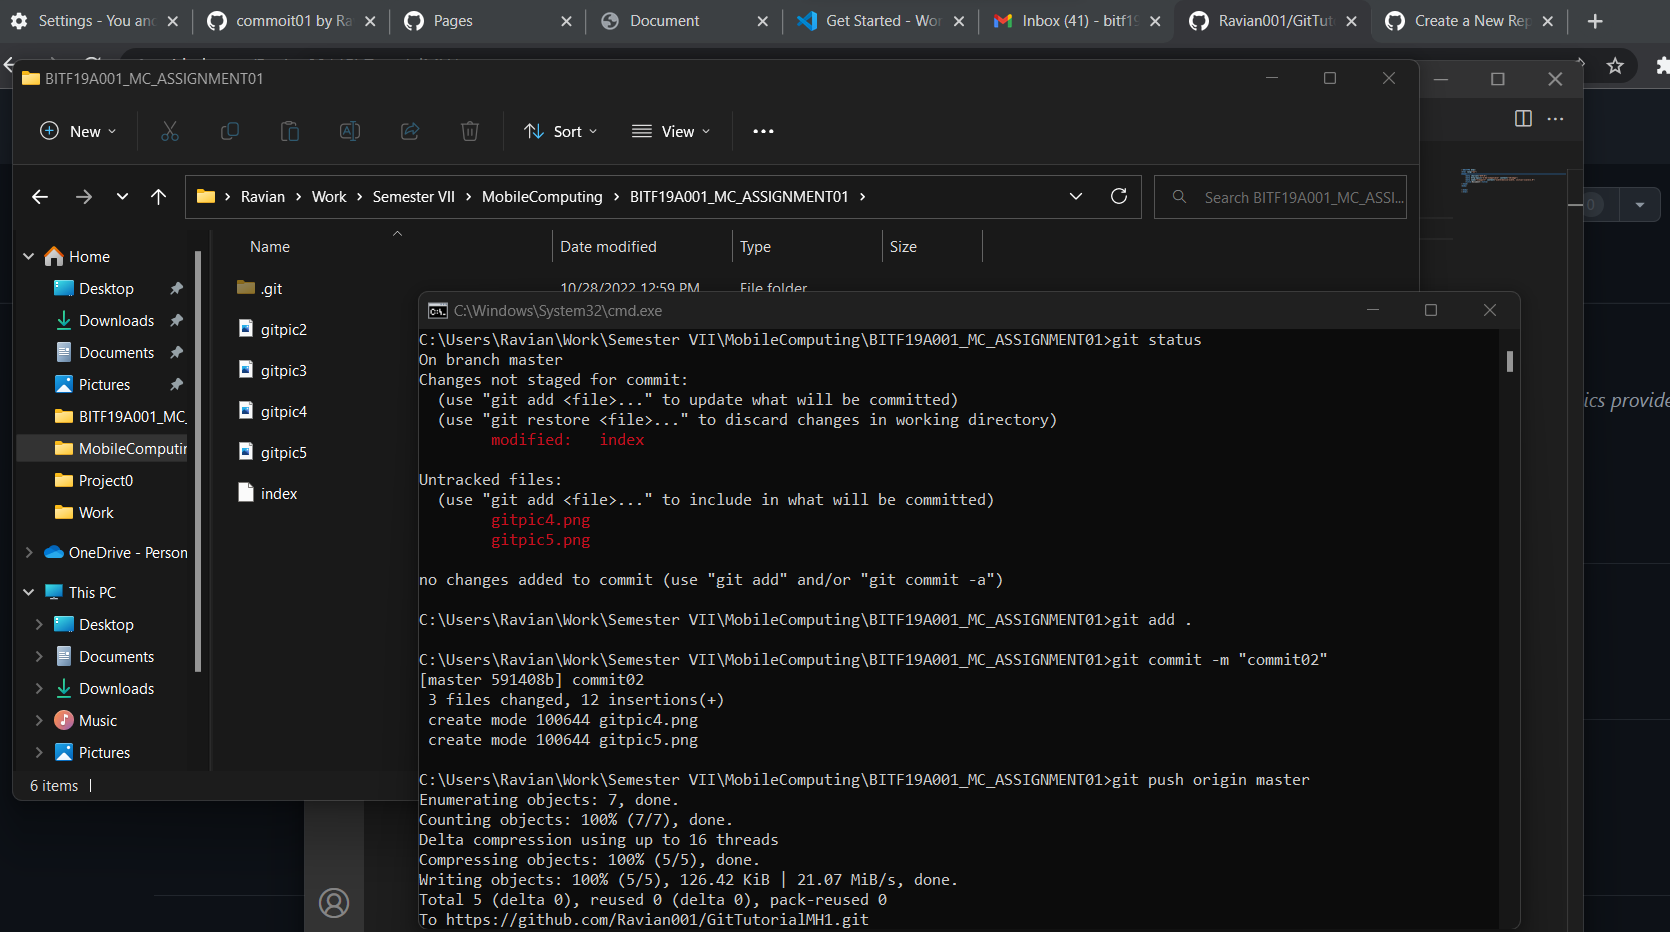 Settings - You and
commoit01 by Ra
Pages
Document
Get Started - Wor
Inbox (41) - bitf19
Ravian001/GitTut
Create a New Rep
BITF19A001_MC_ASSIGNMENT01
New
Sort
View
Ravian > Work > Semester VII > MobileComputing > BITF19A001_MC_ASSIGNMENT01 >
Search BITF19A001_MC_ASSI...
0
Name
Date modified
Type
Size
Home
Desktop
Downloads
Documents
Pictures
BITF19A001_MC_
MobileComputin
Project0
Work
OneDrive - Person
This PC
Desktop
Documents
Downloads
Music
Pictures
.git
10/28/2022 12:59 PM
File folder
gitpic2
gitpic3
gitpic4
gitpic5
index
6 items
ics provide
C:\Windows\System32\cmd.exe
C:\Users\Ravian\Work\Semester VII\MobileComputing\BITF19A001_MC_ASSIGNMENT01>git status
On branch master
Changes not staged for commit:
(use "git add <file>..." to update what will be committed)
(use "git restore <file>..." to discard changes in working directory)
modified:   index
Untracked files:
(use "git add <file>..." to include in what will be committed)
gitpic4.png
gitpic5.png
no changes added to commit (use "git add" and/or "git commit -a")
C:\Users\Ravian\Work\Semester VII\MobileComputing\BITF19A001_MC_ASSIGNMENT01>git add .
C:\Users\Ravian\Work\Semester VII\MobileComputing\BITF19A001_MC_ASSIGNMENT01>git commit -m "commit02"
[master 591408b] commit02
3 files changed, 12 insertions(+)
create mode 100644 gitpic4.png
create mode 100644 gitpic5.png
C:\Users\Ravian\Work\Semester VII\MobileComputing\BITF19A001_MC_ASSIGNMENT01>git push origin master
Enumerating objects: 7, done.
Counting objects: 100% (7/7), done.
Delta compression using up to 16 threads
Compressing objects: 100% (5/5), done.
Writing objects: 100% (5/5), 126.42 KiB | 21.07 MiB/s, done.
Total 5 (delta 0), reused 0 (delta 0), pack-reused 0
To https://github.com/Ravian001/GitTutorialMH1.git